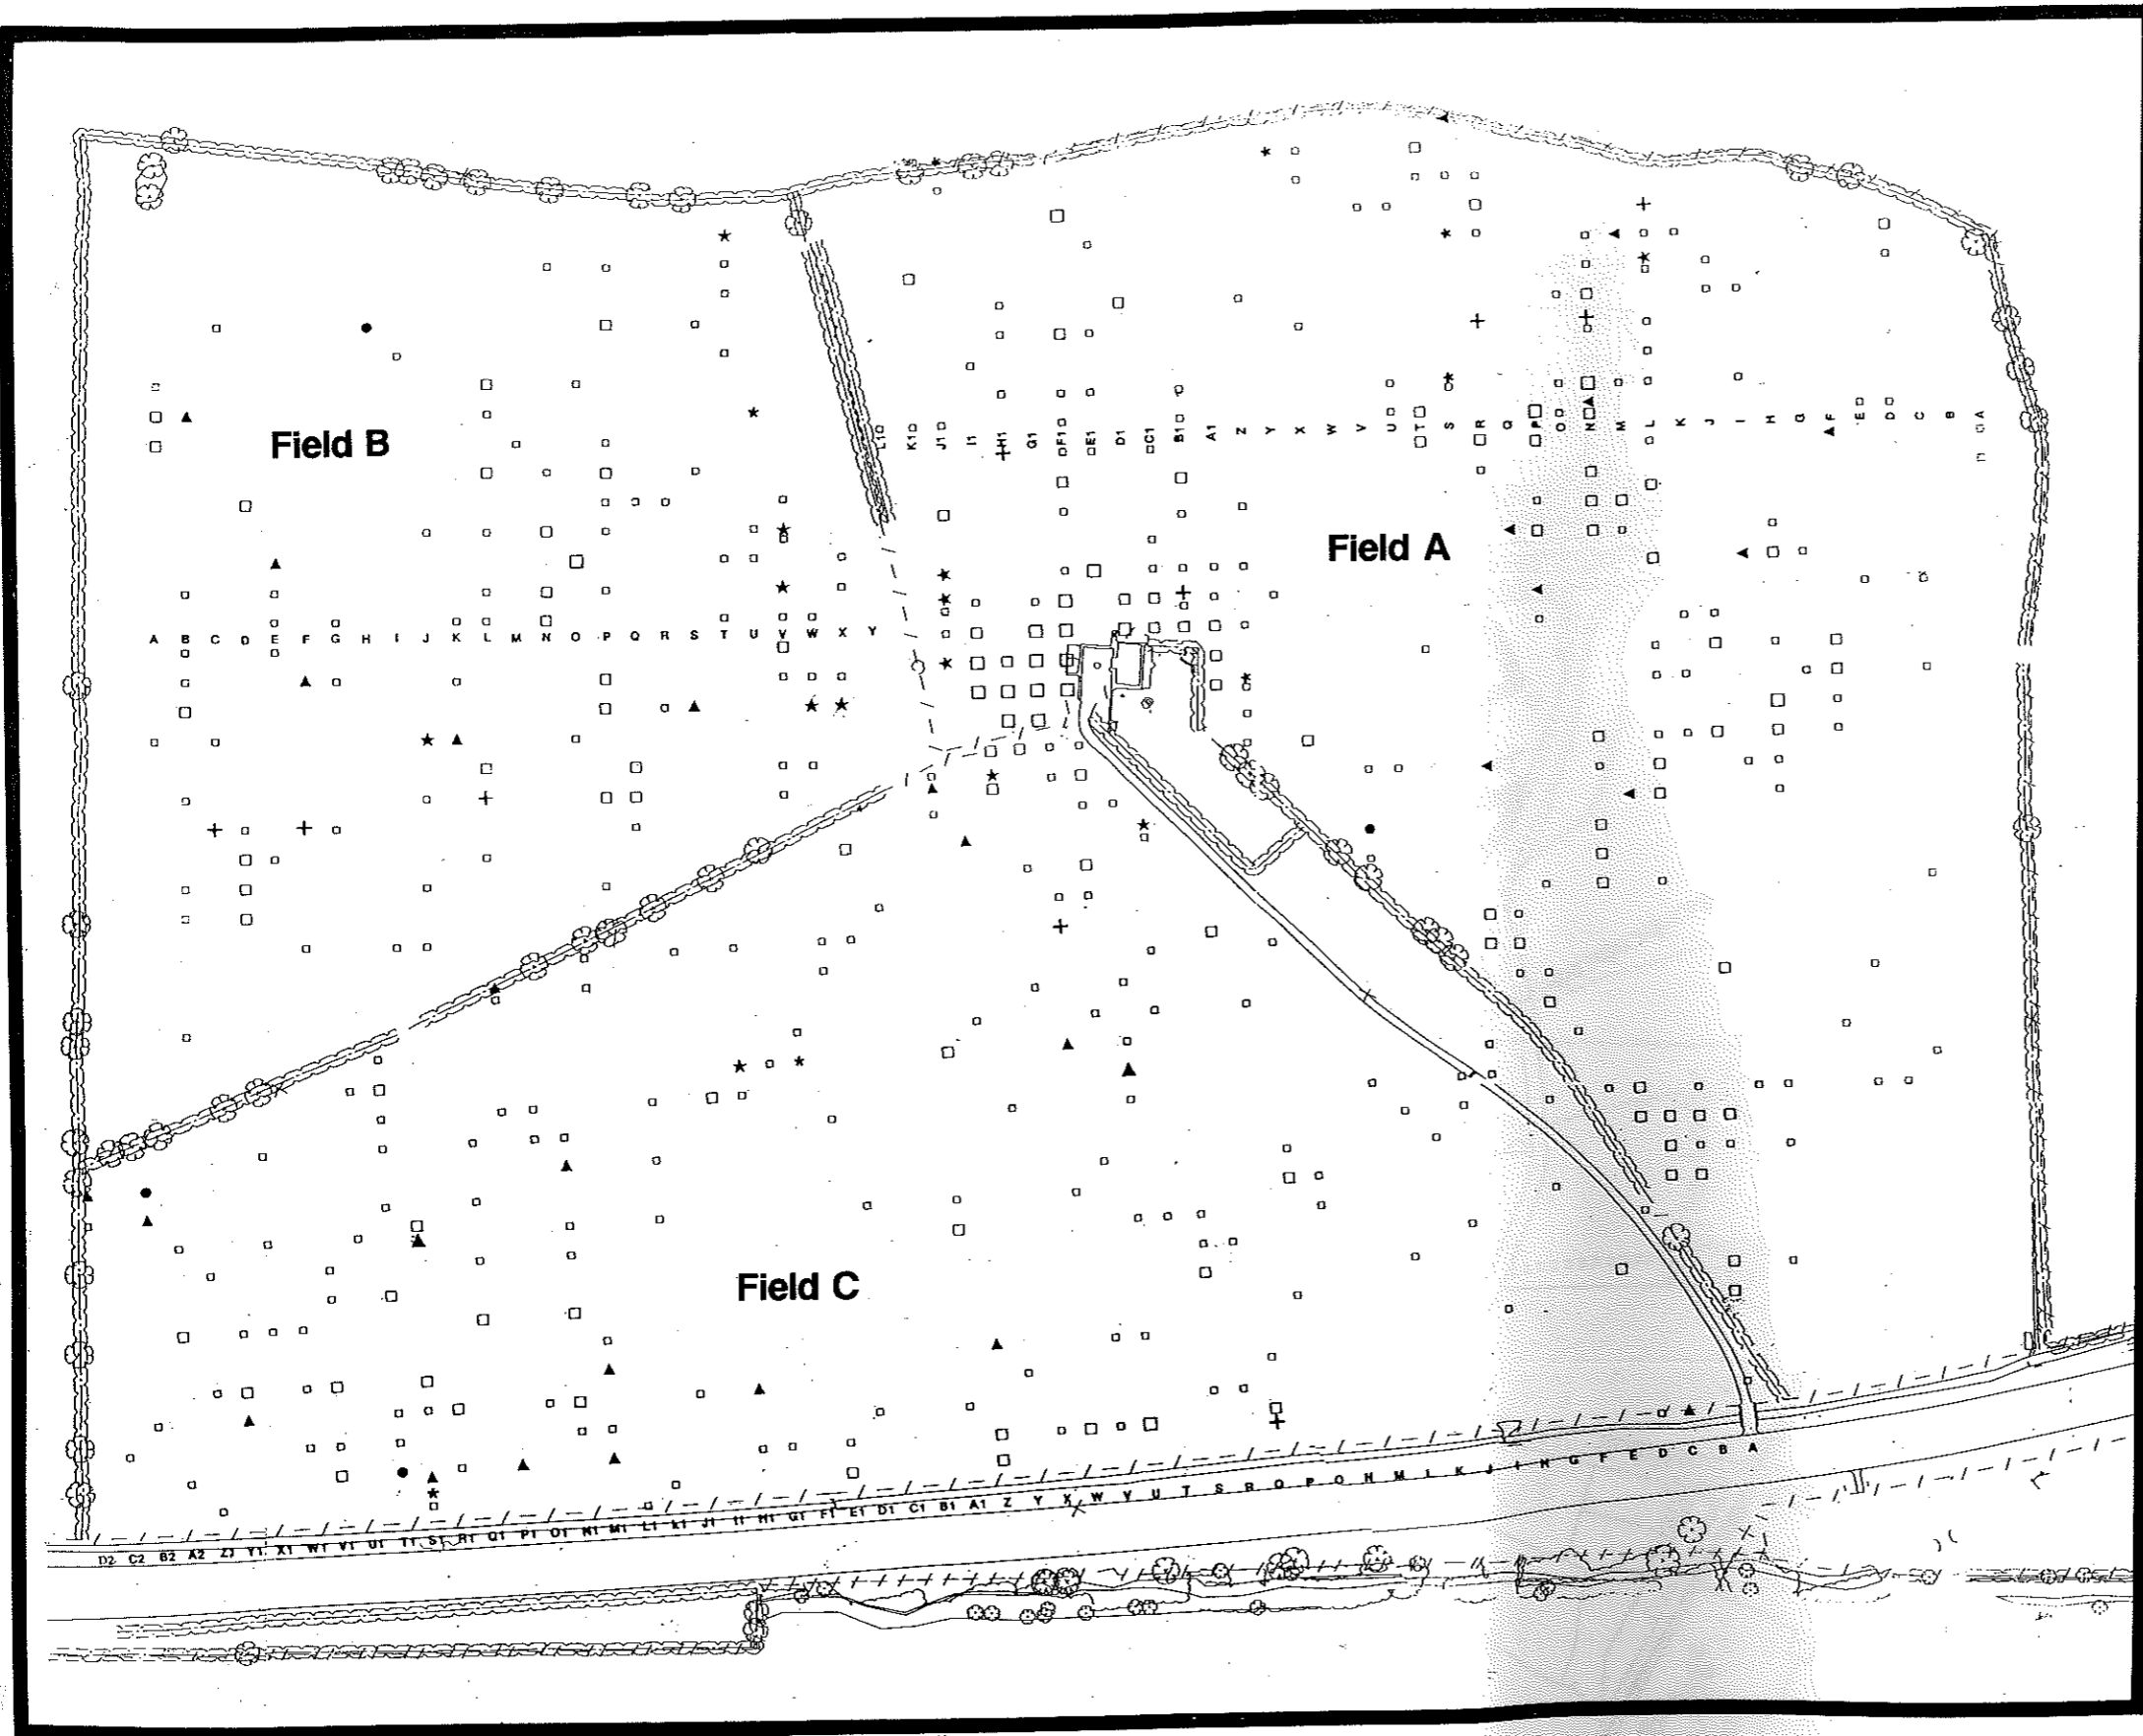 L1 K1 J1 I1 H1 G1 F1 E1 D1 C1 B1 A1 Z Y X W V U T S R Q P O N M L K J I H G F E D C B A
Field B
Field A
A B C D E F G H I J K L M N O P Q R S T U V W X Y
Field C
D2 C2 B2 A2 Z1 Y1 X1 W1 V1 U1 T1 S1 R1 Q1 P1 O1 N1 M1 L1 K1 J1 I1 H1 G1 F1 E1 D1 C1 B1 A1 Z Y X W V U T S R Q P O N M L K J I H G F E D C B A